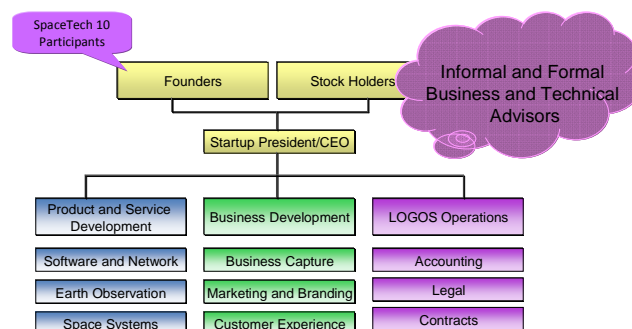 SpaceTech 10
Participants
Founders
Stock Holders
Informal and Formal
Business and Technical
Advisors
Startup President/CEO
Product and Service
Development
Business Development
LOGOS Operations
Software and Network
Business Capture
Accounting
Earth Observation
Marketing and Branding
Legal
Space Systems
Customer Experience
Contracts